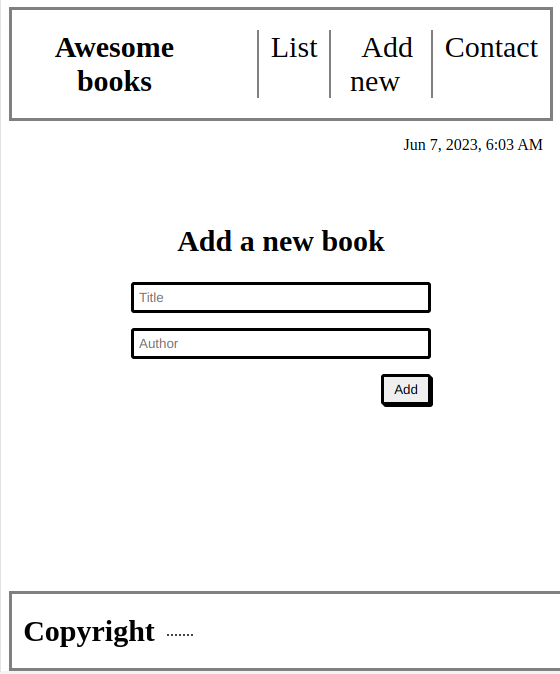 Awesome books
List
Add new
Contact
Jun 7, 2023, 6:03 AM
Add a new book
Title
Author
Add
Copyright .......